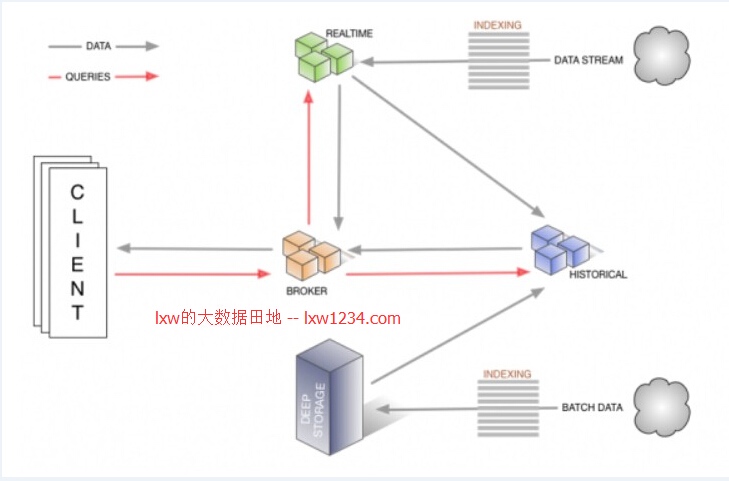 DATA
QUERIES
REALTIME
INDEXING
DATA STREAM
CLIENT
BROKER
HISTORICAL
lxw的大数据田地 -- lxw1234.com
DEEP
STORAGE
INDEXING
BATCH DATA